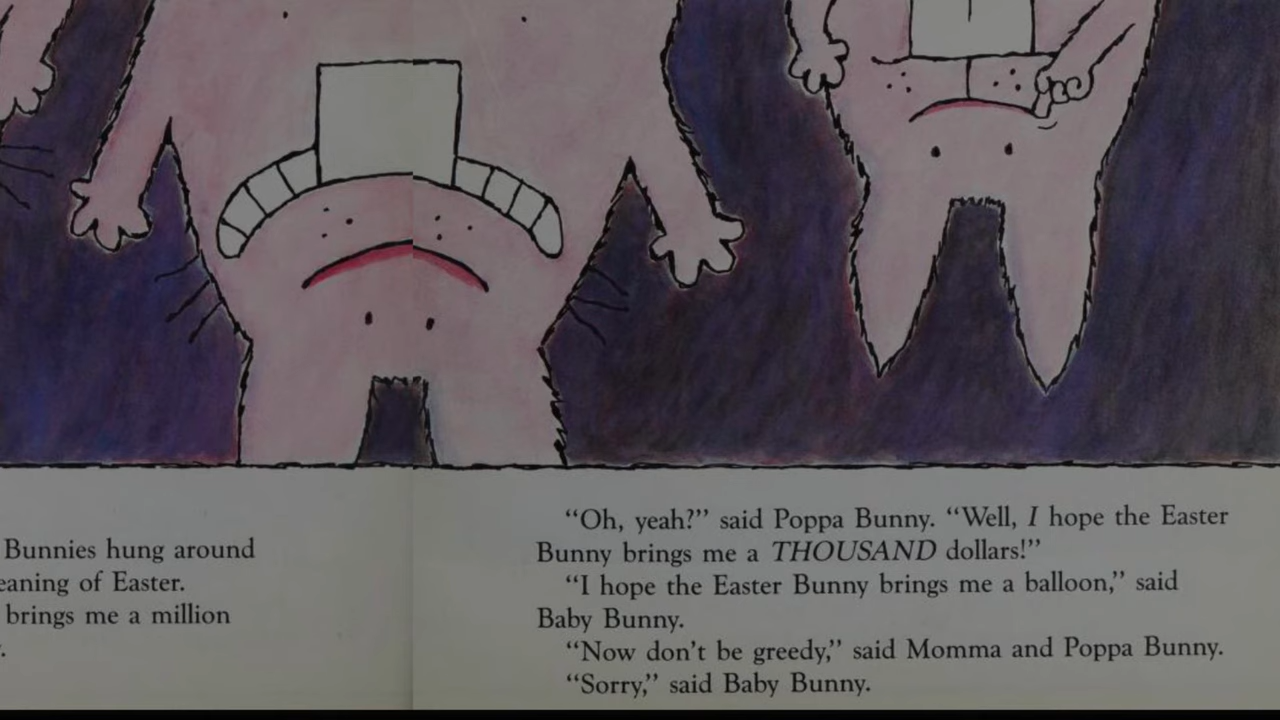 Bunnies hung around
eaning of Easter.
brings me a million
“Oh, yeah?” said Poppa Bunny. “Well, I hope the Easter
Bunny brings me a THOUSAND dollars!”
“I hope the Easter Bunny brings me a balloon,” said
Baby Bunny.
“Now don’t be greedy,” said Momma and Poppa Bunny.
“Sorry,” said Baby Bunny.